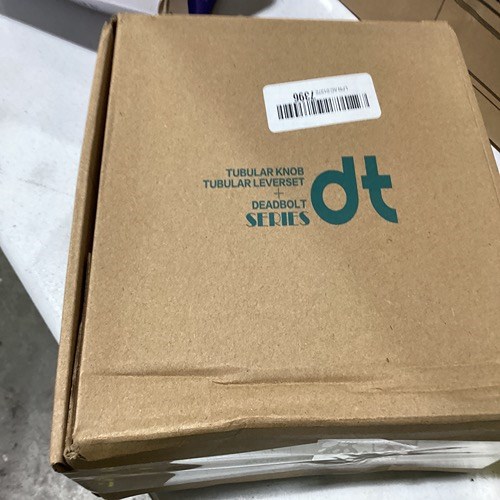 7396
TUBULAR KNOB
TUBULAR LEVERSET
+
DEADBOLT
SERIES
dt